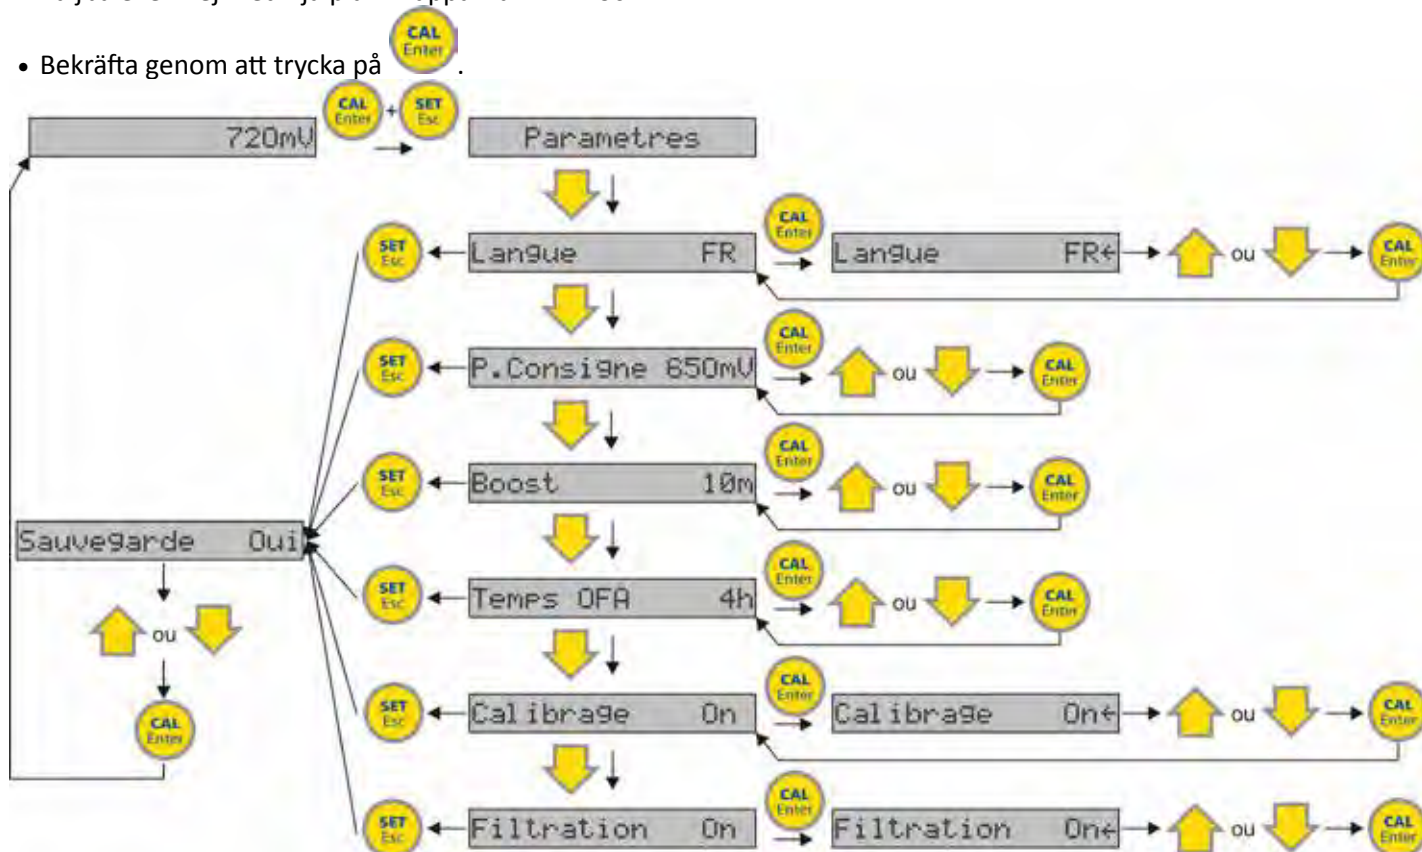 • Bekräfta genom att trycka på CAL Enter .
720mV CAL Enter + SET Esc Parametres
SET Esc Langue FR CAL Enter Langue FR← ou CAL Enter
SET Esc P.Consigne 650mV CAL Enter ou CAL Enter
SET Esc Boost 10m CAL Enter ou CAL Enter
Sauvegarde Oui
SET Esc Temps OFA 4h CAL Enter ou CAL Enter
ou
SET Esc Calibrage On CAL Enter Calibrage On← ou CAL Enter
CAL Enter
SET Esc Filtration On CAL Enter Filtration On← ou CAL Enter